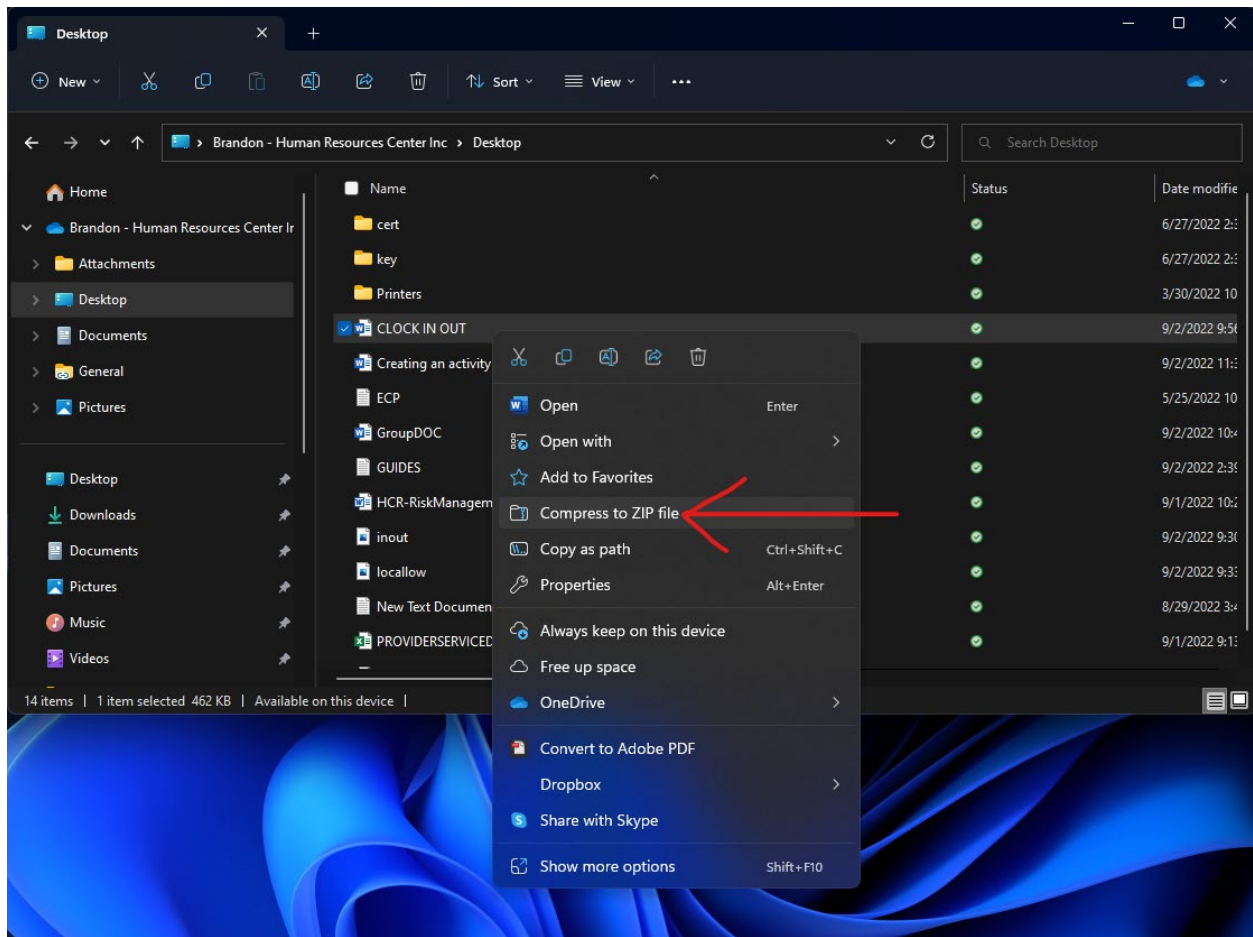 Desktop
New
Sort
View
Brandon - Human Resources Center Inc > Desktop
Search Desktop
Home
Brandon - Human Resources Center Ir
Attachments
Desktop
Documents
General
Pictures
Desktop
Downloads
Documents
Pictures
Music
Videos
Name Status Date modifie
cert 6/27/2022 2:3
key 6/27/2022 2:3
Printers 3/30/2022 10
CLOCK IN OUT 9/2/2022 9:56
Creating an activity 9/2/2022 11:3
ECP 5/25/2022 10
GroupDOC 9/2/2022 10:4
GUIDES 9/2/2022 2:39
HCR-RiskManagem 9/1/2022 10:2
inout 9/2/2022 9:30
locallow 9/2/2022 9:33
New Text Documen 8/29/2022 3:4
PROVIDERSERVICED 9/1/2022 9:13
Open Enter
Open with
Add to Favorites
Compress to ZIP file
Copy as path Ctrl+Shift+C
Properties Alt+Enter
Always keep on this device
Free up space
OneDrive
Convert to Adobe PDF
Dropbox
Share with Skype
Show more options Shift+F10
14 items | 1 item selected 462 KB | Available on this device |